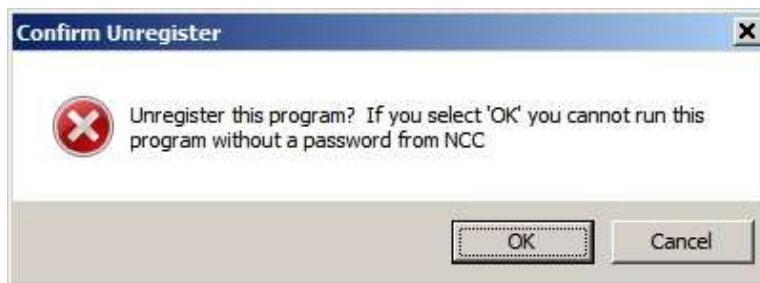 Confirm Unregister
Unregister this program?  If you select 'OK' you cannot run this
program without a password from NCC
OK
Cancel